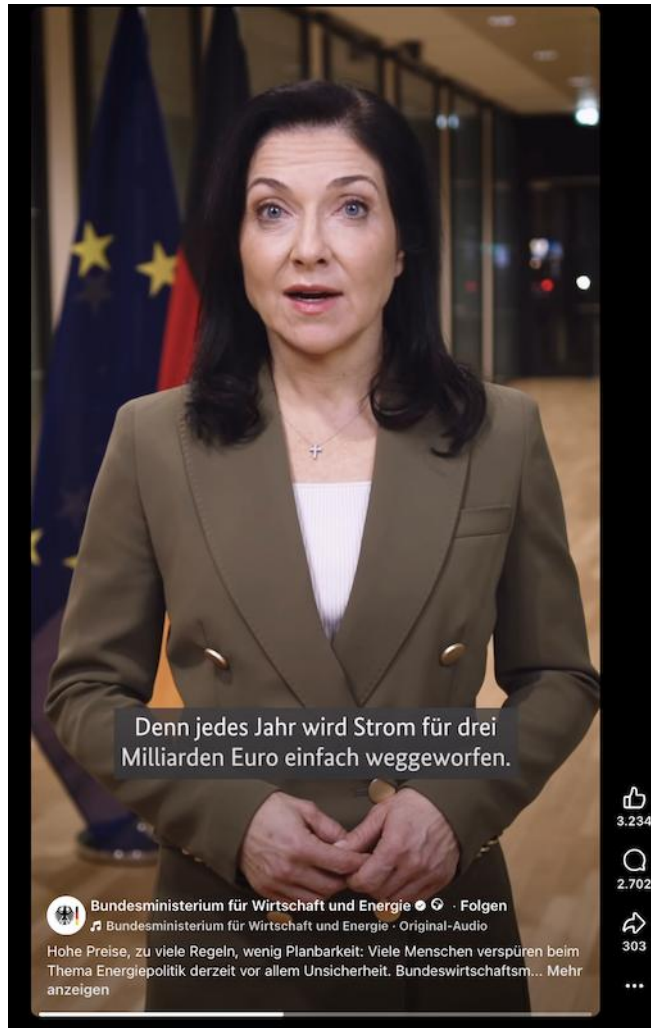 Denn jedes Jahr wird Strom für drei
Milliarden Euro einfach weggeworfen.
3.234
2.702
303
Bundesministerium für Wirtschaft und Energie · Folgen
Bundesministerium für Wirtschaft und Energie · Original-Audio
Hohe Preise, zu viele Regeln, wenig Planbarkeit: Viele Menschen verspüren beim
Thema Energiepolitik derzeit vor allem Unsicherheit. Bundeswirtschaftsm... Mehr
anzeigen